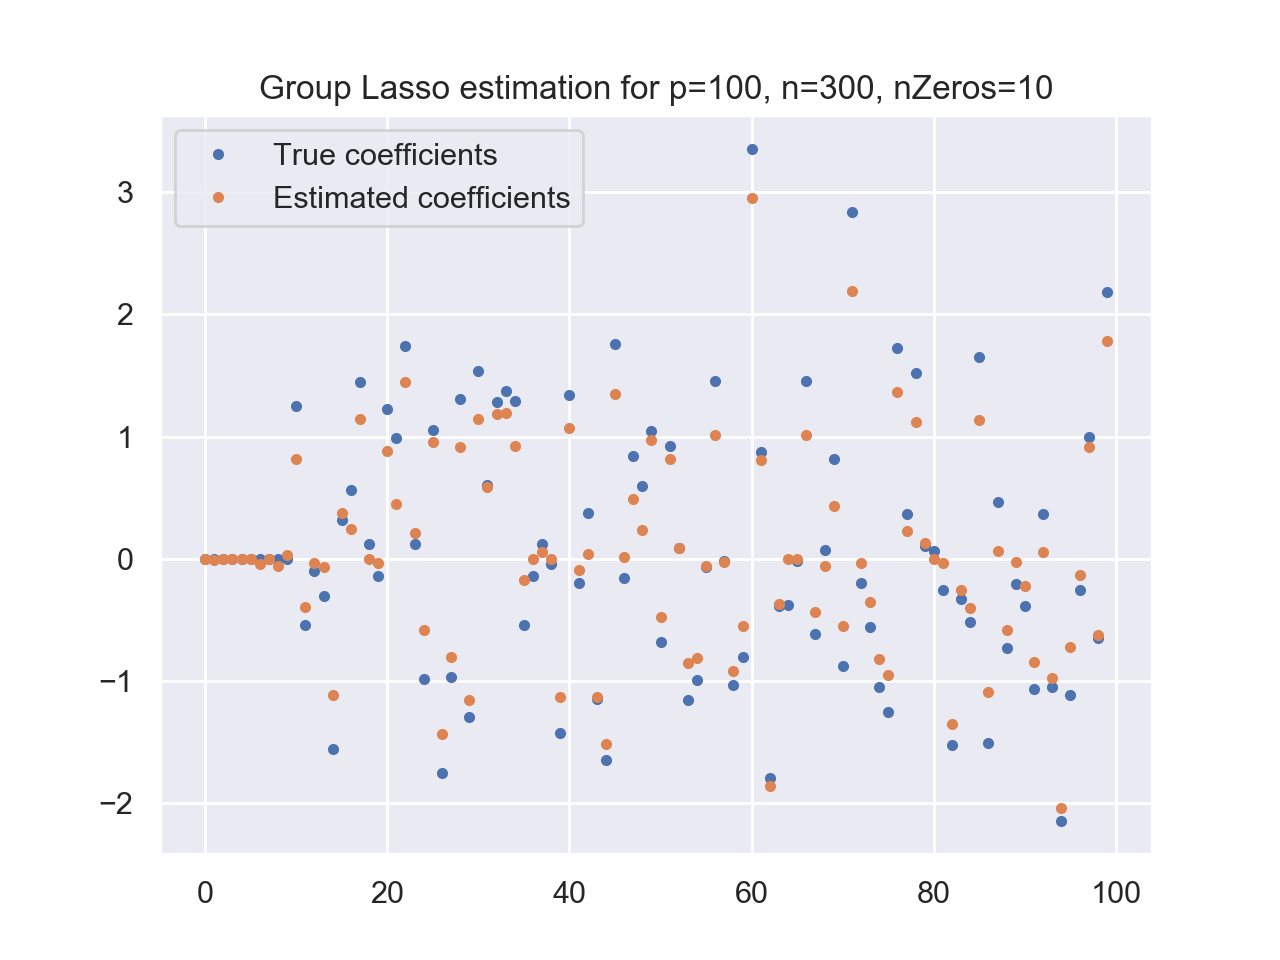 Group Lasso estimation for p=100, n=300, nZeros=10
True coefficients
Estimated coefficients
3
2
1
0
−1
−2
0 20 40 60 80 100